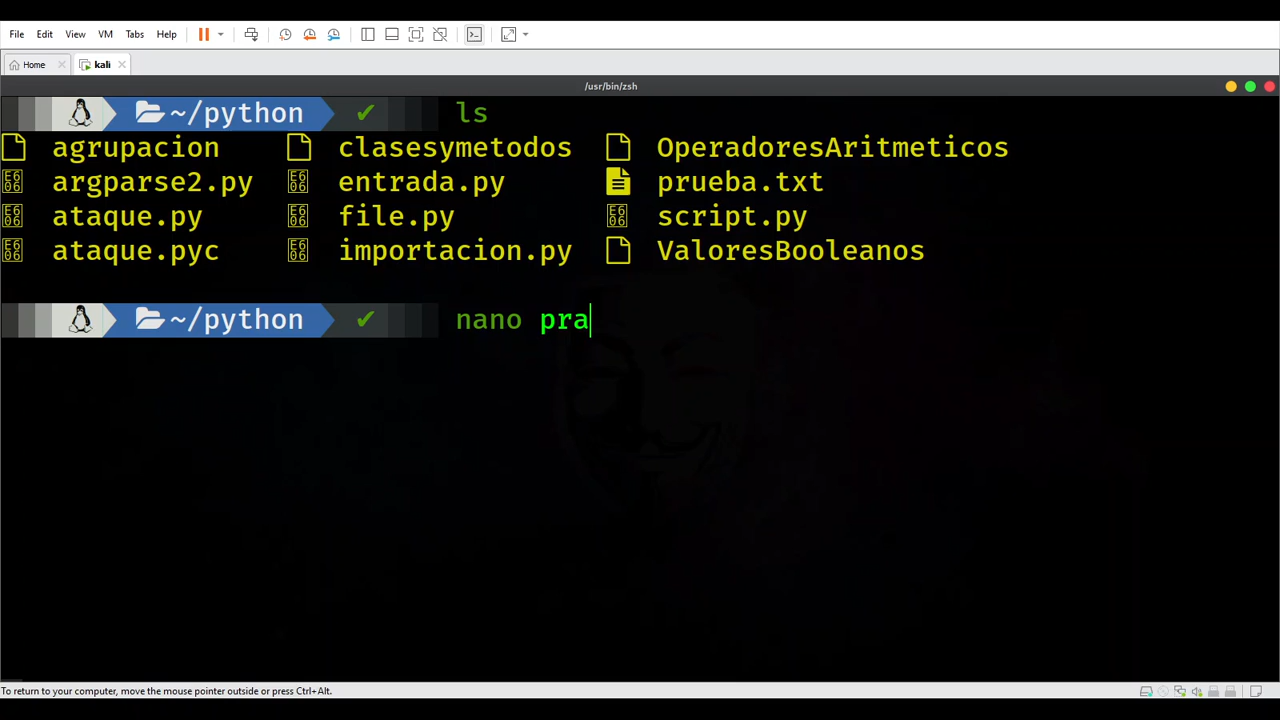 File Edit View VM Tabs Help
Home kali
/usr/bin/zsh
~/python ✔ ls
agrupacion clasesymetodos OperadoresAritmeticos
argparse2.py entrada.py prueba.txt
ataque.py file.py script.py
ataque.pyc importacion.py ValoresBooleanos
~/python ✔ nano pra
To return to your computer, move the mouse pointer outside or press Ctrl+Alt.